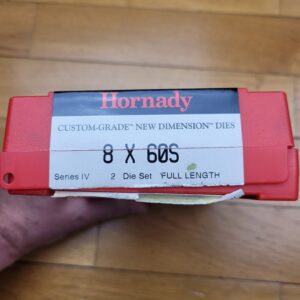 Hornady
CUSTOM-GRADE™ NEW DIMENSION™ DIES
8 X 60S
Series IV 2 Die Set FULL LENGTH